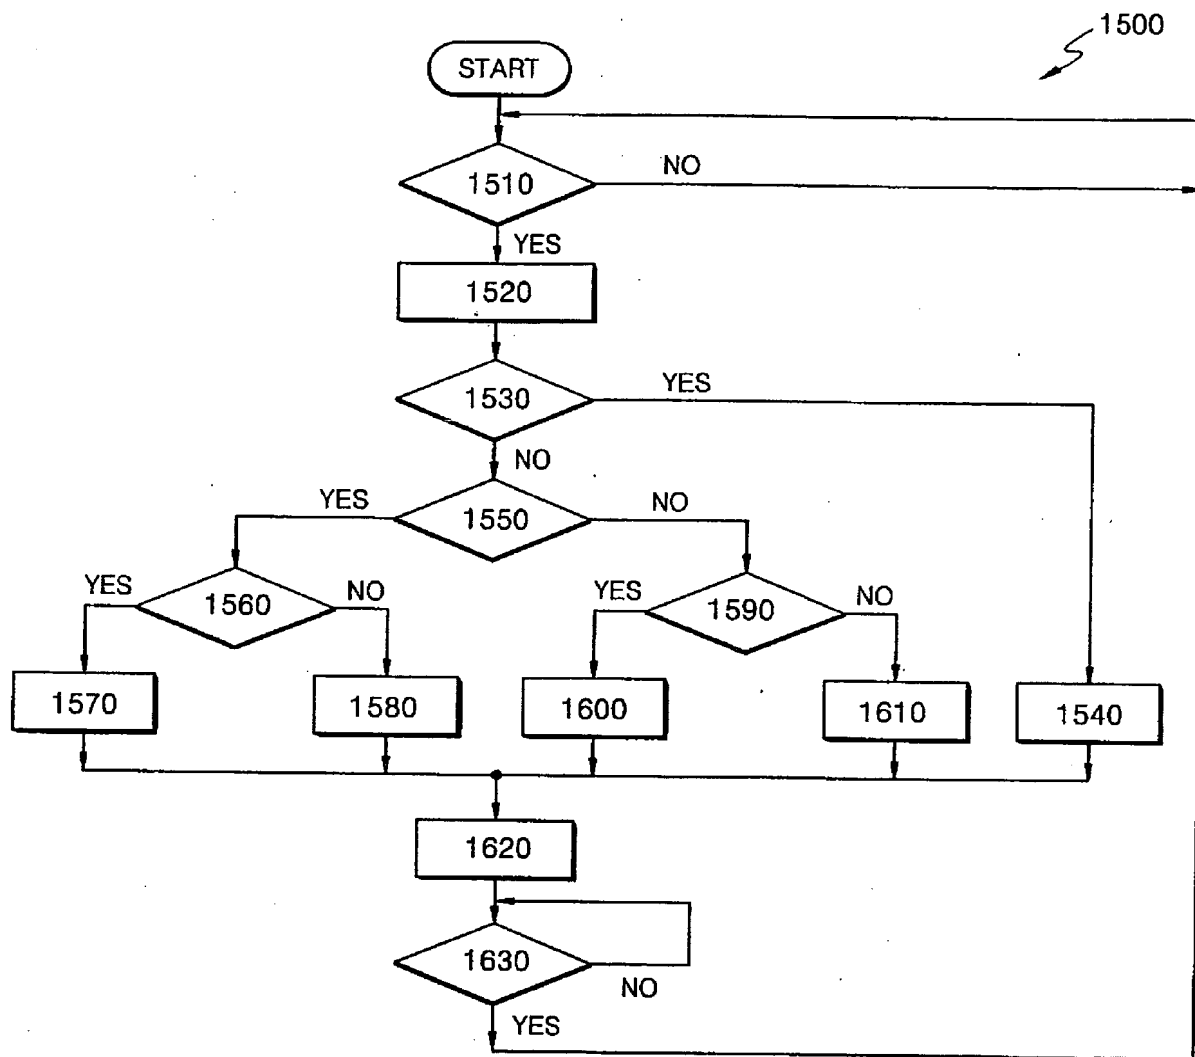 1500
START
1510
NO
YES
1520
1530
YES
NO
YES
1550
NO
YES
1560
NO
YES
1590
NO
1570
1580
1600
1610
1540
1620
1630
NO
YES